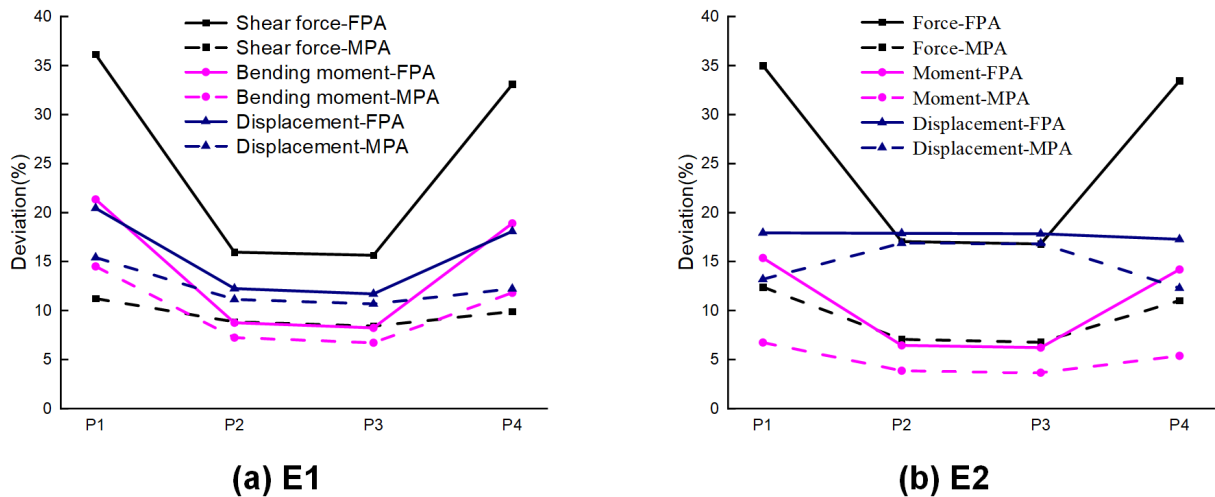 40
35
30
25
20
15
10
5
0
Deviation(%)
Shear force-FPA
Shear force-MPA
Bending moment-FPA
Bending moment-MPA
Displacement-FPA
Displacement-MPA
P1 P2 P3 P4
(a) E1
40
35
30
25
20
15
10
5
0
Deviation(%)
Force-FPA
Force-MPA
Moment-FPA
Moment-MPA
Displacement-FPA
Displacement-MPA
P1 P2 P3 P4
(b) E2